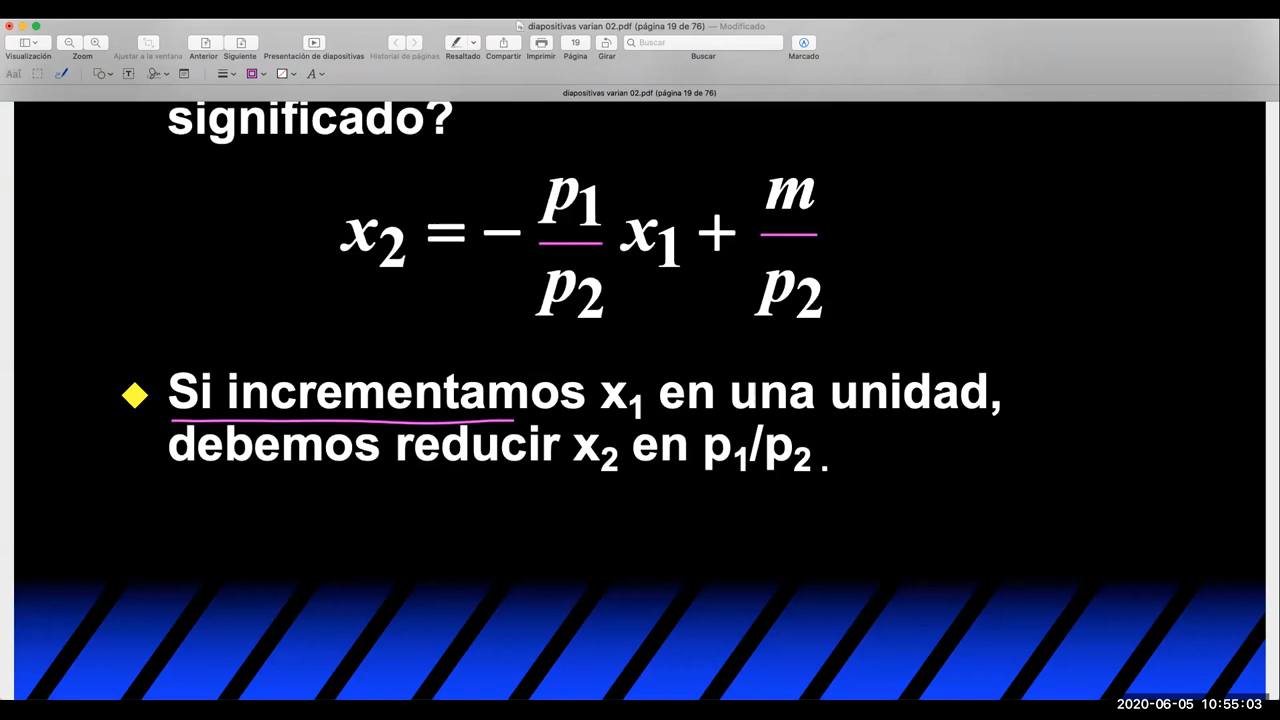 diapositivas varian 02.pdf (página 19 de 76) — Modificado
19
Buscar
Visualización Zoom Ajustar a la ventana Anterior Siguiente Presentación de diapositivas Historial de páginas Resaltado Compartir Imprimir Página Girar Buscar Marcado
diapositivas varian 02.pdf (página 19 de 76)
significado?
x₂ = − p₁/p₂ x₁ + m/p₂
Si incrementamos x₁ en una unidad,
debemos reducir x₂ en p₁/p₂ .
2020-06-05 10:55:03